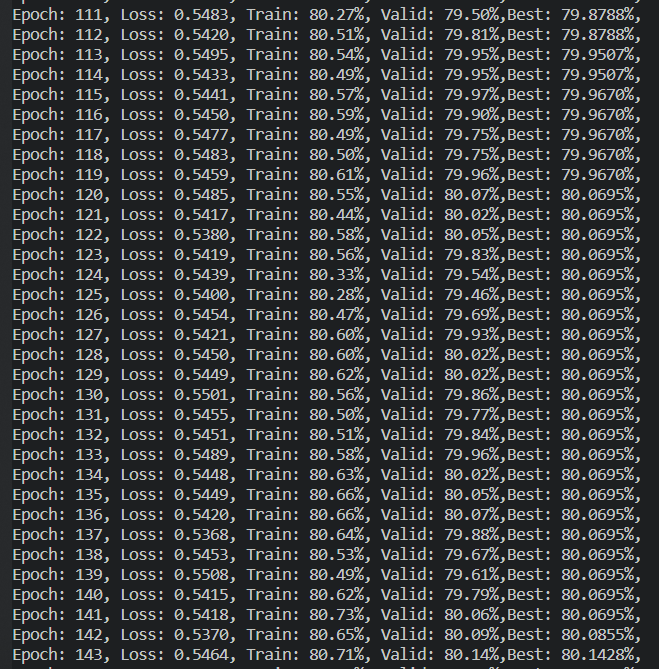 Epoch: 111, Loss: 0.5483, Train: 80.27%, Valid: 79.50%,Best: 79.8788%,
Epoch: 112, Loss: 0.5420, Train: 80.51%, Valid: 79.81%,Best: 79.8788%,
Epoch: 113, Loss: 0.5495, Train: 80.54%, Valid: 79.95%,Best: 79.9507%,
Epoch: 114, Loss: 0.5433, Train: 80.49%, Valid: 79.95%,Best: 79.9507%,
Epoch: 115, Loss: 0.5441, Train: 80.57%, Valid: 79.97%,Best: 79.9670%,
Epoch: 116, Loss: 0.5450, Train: 80.59%, Valid: 79.90%,Best: 79.9670%,
Epoch: 117, Loss: 0.5477, Train: 80.49%, Valid: 79.75%,Best: 79.9670%,
Epoch: 118, Loss: 0.5483, Train: 80.50%, Valid: 79.75%,Best: 79.9670%,
Epoch: 119, Loss: 0.5459, Train: 80.61%, Valid: 79.96%,Best: 79.9670%,
Epoch: 120, Loss: 0.5485, Train: 80.55%, Valid: 80.07%,Best: 80.0695%,
Epoch: 121, Loss: 0.5417, Train: 80.44%, Valid: 80.02%,Best: 80.0695%,
Epoch: 122, Loss: 0.5380, Train: 80.58%, Valid: 80.05%,Best: 80.0695%,
Epoch: 123, Loss: 0.5419, Train: 80.56%, Valid: 79.83%,Best: 80.0695%,
Epoch: 124, Loss: 0.5439, Train: 80.33%, Valid: 79.54%,Best: 80.0695%,
Epoch: 125, Loss: 0.5400, Train: 80.28%, Valid: 79.46%,Best: 80.0695%,
Epoch: 126, Loss: 0.5454, Train: 80.47%, Valid: 79.69%,Best: 80.0695%,
Epoch: 127, Loss: 0.5421, Train: 80.60%, Valid: 79.93%,Best: 80.0695%,
Epoch: 128, Loss: 0.5450, Train: 80.60%, Valid: 80.02%,Best: 80.0695%,
Epoch: 129, Loss: 0.5449, Train: 80.62%, Valid: 80.02%,Best: 80.0695%,
Epoch: 130, Loss: 0.5501, Train: 80.56%, Valid: 79.86%,Best: 80.0695%,
Epoch: 131, Loss: 0.5455, Train: 80.50%, Valid: 79.77%,Best: 80.0695%,
Epoch: 132, Loss: 0.5451, Train: 80.51%, Valid: 79.84%,Best: 80.0695%,
Epoch: 133, Loss: 0.5489, Train: 80.58%, Valid: 79.96%,Best: 80.0695%,
Epoch: 134, Loss: 0.5448, Train: 80.63%, Valid: 80.02%,Best: 80.0695%,
Epoch: 135, Loss: 0.5449, Train: 80.66%, Valid: 80.05%,Best: 80.0695%,
Epoch: 136, Loss: 0.5420, Train: 80.66%, Valid: 80.07%,Best: 80.0695%,
Epoch: 137, Loss: 0.5368, Train: 80.64%, Valid: 79.88%,Best: 80.0695%,
Epoch: 138, Loss: 0.5453, Train: 80.53%, Valid: 79.67%,Best: 80.0695%,
Epoch: 139, Loss: 0.5508, Train: 80.49%, Valid: 79.61%,Best: 80.0695%,
Epoch: 140, Loss: 0.5415, Train: 80.62%, Valid: 79.79%,Best: 80.0695%,
Epoch: 141, Loss: 0.5418, Train: 80.73%, Valid: 80.06%,Best: 80.0695%,
Epoch: 142, Loss: 0.5370, Train: 80.65%, Valid: 80.09%,Best: 80.0855%,
Epoch: 143, Loss: 0.5464, Train: 80.71%, Valid: 80.14%,Best: 80.1428%,